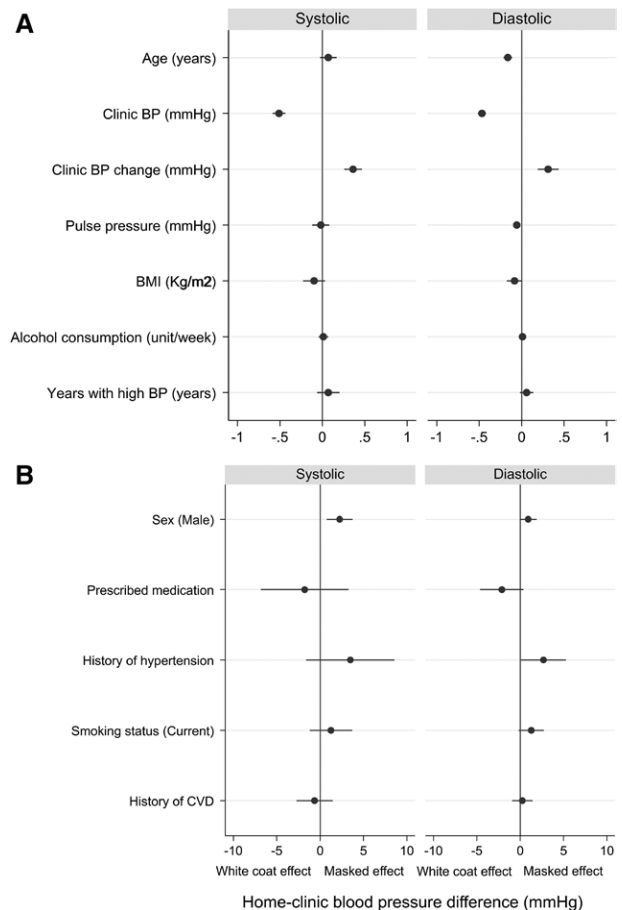 A
Systolic Diastolic
Age (years)
Clinic BP (mmHg)
Clinic BP change (mmHg)
Pulse pressure (mmHg)
BMI (Kg/m2)
Alcohol consumption (unit/week)
Years with high BP (years)
-1 -.5 0 .5 1 -1 -.5 0 .5 1
B
Systolic Diastolic
Sex (Male)
Prescribed medication
History of hypertension
Smoking status (Current)
History of CVD
-10 -5 0 5 10 -10 -5 0 5 10
White coat effect Masked effect White coat effect Masked effect
Home-clinic blood pressure difference (mmHg)